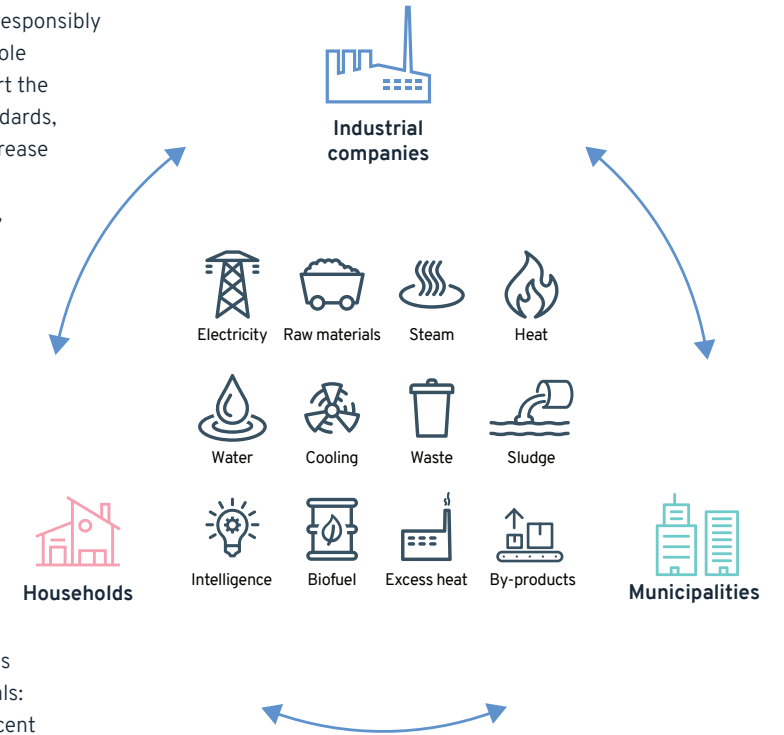 esponsibly
ole
rt the
dards,
rease
,
Industrial
companies
Electricity Raw materials Steam Heat
Water Cooling Waste Sludge
Intelligence Biofuel Excess heat By-products
Households
Municipalities
s
ls:
cent